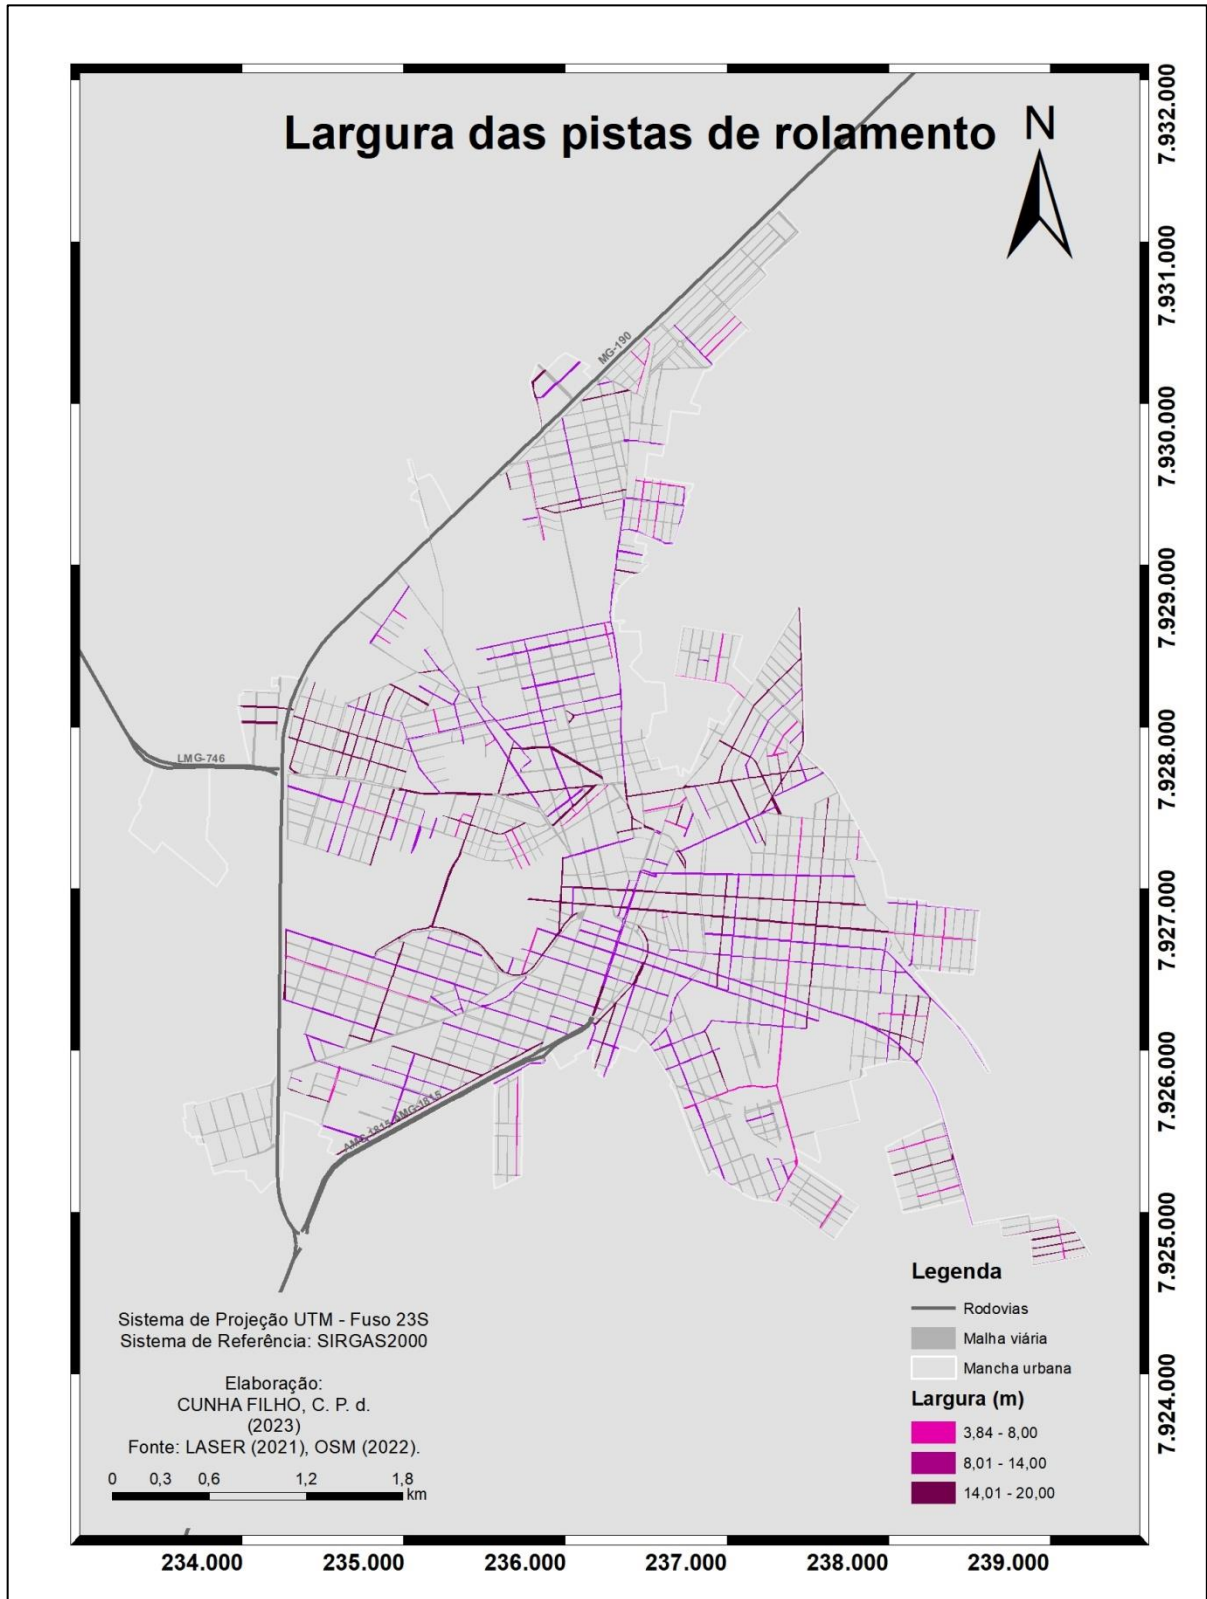 Largura das pistas de rolamento
N
7.932.000
7.931.000
MG-190
7.930.000
7.929.000
LMG-746
7.928.000
7.927.000
7.926.000
7.925.000
Legenda
Rodovias
Malha viária
Mancha urbana
Largura (m)
3,84 - 8,00
8,01 - 14,00
14,01 - 20,00
7.924.000
Sistema de Projeção UTM - Fuso 23S
Sistema de Referência: SIRGAS2000
Elaboração:
CUNHA FILHO, C. P. d.
(2023)
Fonte: LASER (2021), OSM (2022).
0 0,3 0,6 1,2 1,8
km
234.000 235.000 236.000 237.000 238.000 239.000